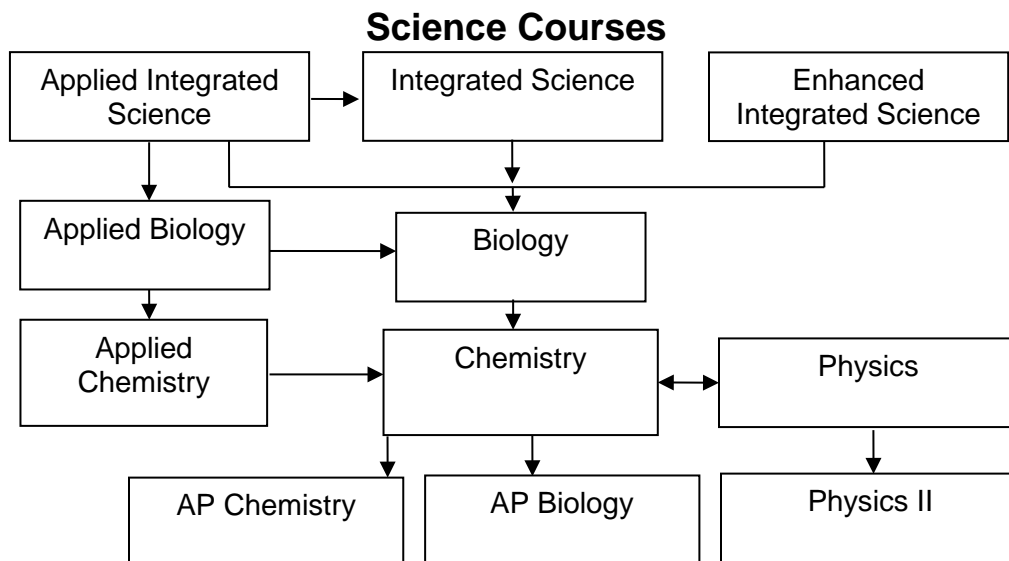 Science Courses
Applied Integrated
Science
Integrated Science
Enhanced
Integrated Science
Applied Biology
Biology
Applied
Chemistry
Chemistry
Physics
AP Chemistry
AP Biology
Physics II